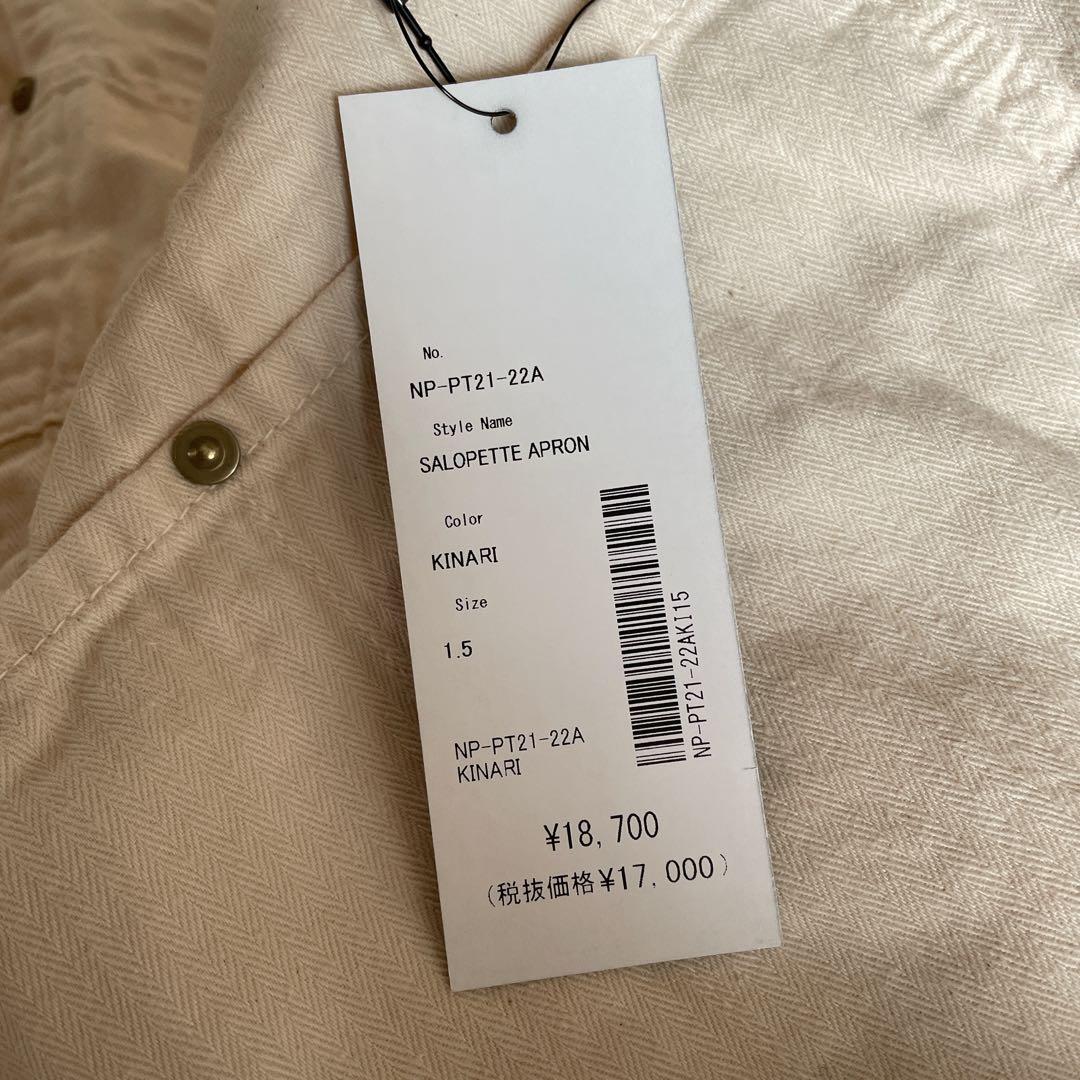 No.
NP-PT21-22A
Style Name
SALOPETTE APRON
Color
KINARI
Size
1.5
NP-PT21-22AKI15
NP-PT21-22A
KINARI
¥18,700
(税抜価格¥17,000)